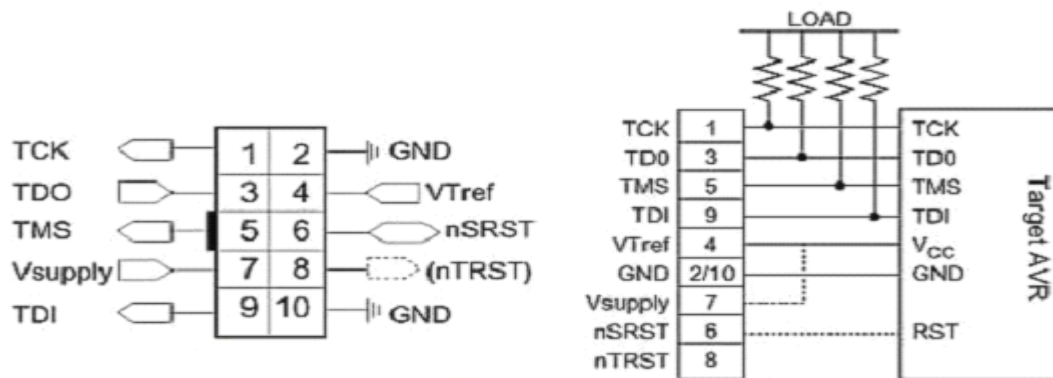 TCK 1 2 GND
TDO 3 4 VTref
TMS 5 6 nSRST
Vsupply 7 8 (nTRST)
TDI 9 10 GND
LOAD
TCK 1 TCK
TD0 3 TD0
TMS 5 TMS
TDI 9 TDI
VTref 4 VCC
GND 2/10 GND
Vsupply 7
nSRST 6 RST
nTRST 8
Target AVR